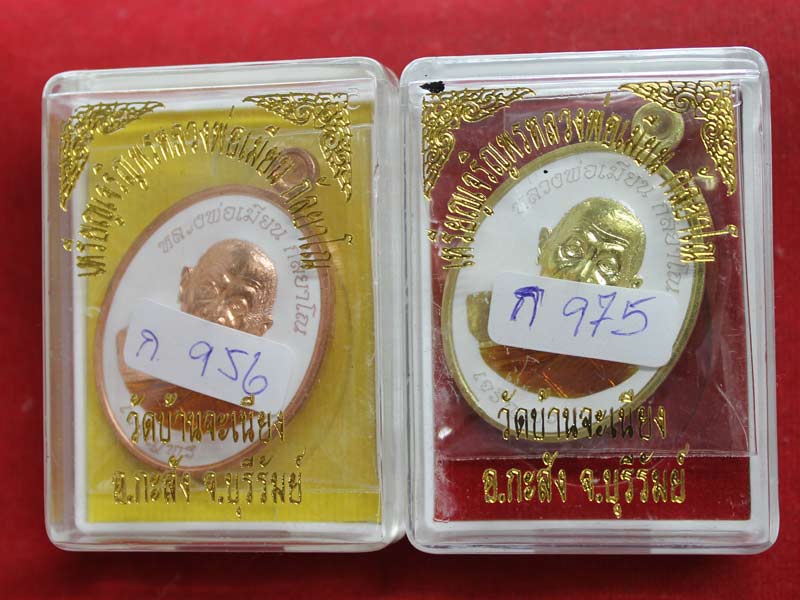 เหรียญเจริญพรหลวงพ่อเมียน กัลยาโณ
หลวงพ่อเมียน กลยาโณ
ก. 956
วัดบ้านจะเนียง
อ.กะสัง จ.บุรีรัมย์
เหรียญเจริญพรหลวงพ่อเมียน กัลยาโณ
หลวงพ่อเมียน กลยาโณ
ก 975
วัดบ้านจะเนียง
อ.กะสัง จ.บุรีรัมย์